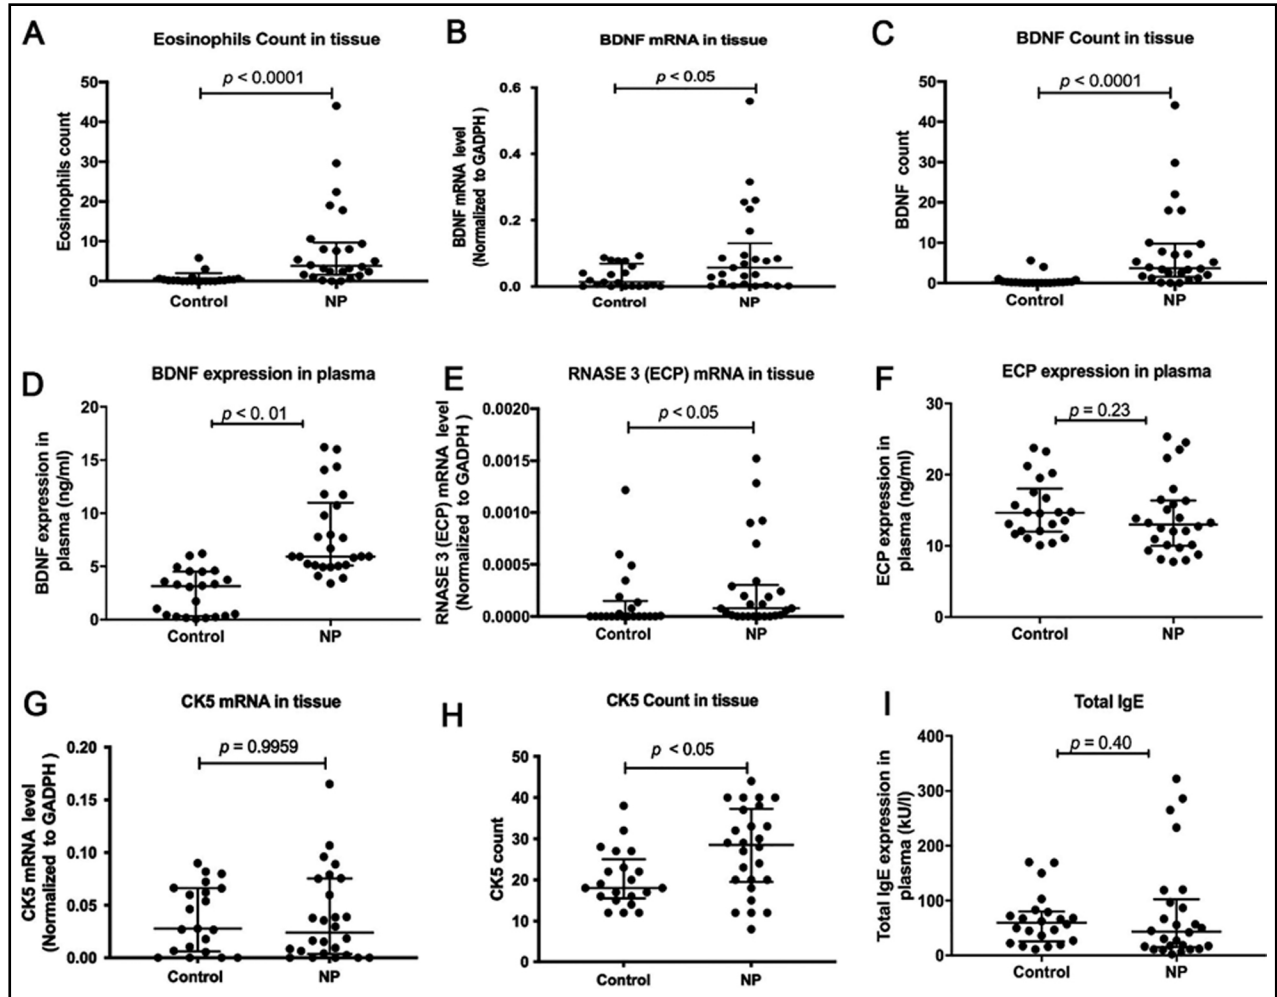 A
Eosinophils Count in tissue
p < 0.0001
Eosinophils count
50
40
30
20
10
0
Control
NP
B
BDNF mRNA in tissue
p < 0.05
BDNF mRNA level
(Normalized to GADPH )
0.6
0.4
0.2
0.0
Control
NP
C
BDNF Count in tissue
p < 0.0001
BDNF count
50
40
30
20
10
0
Control
NP
D
BDNF expression in plasma
p < 0. 01
BDNF expression in
plasma (ng/ml)
20
15
10
5
0
Control
NP
E
RNASE 3 (ECP) mRNA in tissue
p < 0.05
RNASE 3 (ECP) mRNA level
(Normalized to GADPH )
0.0020
0.0015
0.0010
0.0005
0.0000
Control
NP
F
ECP expression in plasma
p = 0.23
ECP expression in
plasma (ng/ml)
30
20
10
0
Control
NP
G
CK5 mRNA in tissue
p = 0.9959
CK5 mRNA level
(Normalized to GADPH )
0.20
0.15
0.10
0.05
0.00
Control
NP
H
CK5 Count in tissue
p < 0.05
CK5 count
50
40
30
20
10
0
Control
NP
I
Total IgE
p = 0.40
Total IgE expression in
plasma (kU/l)
400
300
200
100
0
Control
NP